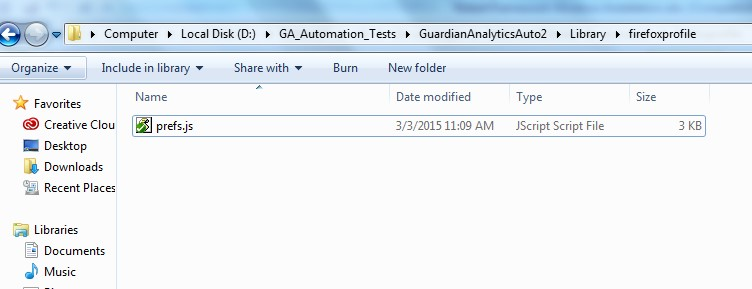 Computer Local Disk (D:) GA_Automation_Tests GuardianAnalyticsAuto2 Library firefoxprofile
Organize Include in library Share with Burn New folder
Favorites
Creative Clou
Desktop
Downloads
Recent Places
Libraries
Documents
Music
Name Date modified Type Size
prefs.js 3/3/2015 11:09 AM JScript Script File 3 KB